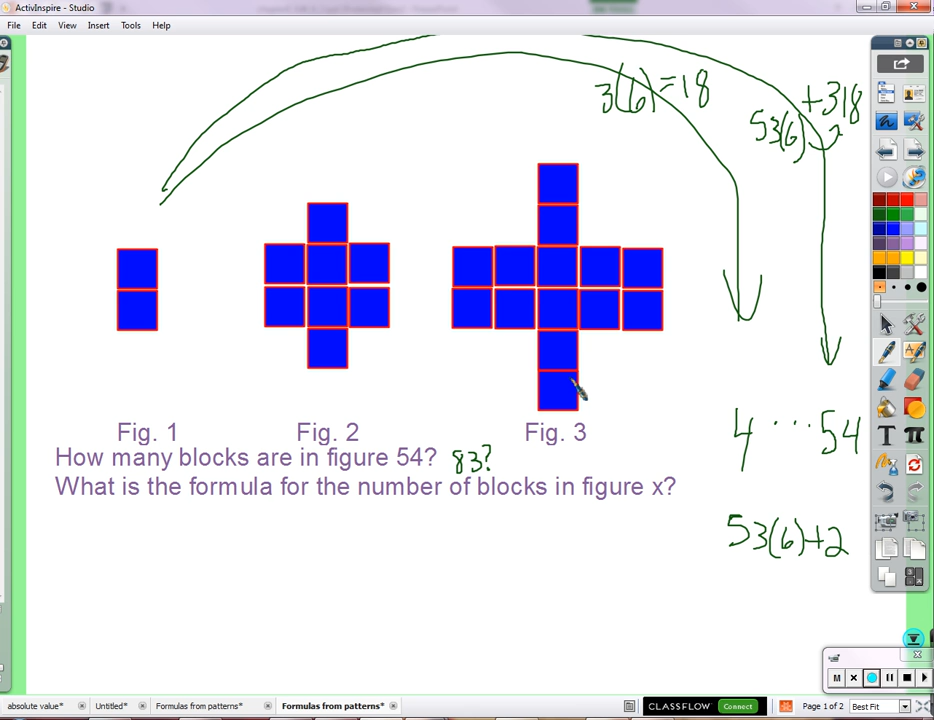 ActivInspire - Studio
File Edit View Insert Tools
3(6)=18
+318
53(6)
Fig. 1 Fig. 2 Fig. 3
4 ... 54
How many blocks are in figure 54? 83?
What is the formula for the number of blocks in figure x?
53(6)+2
M
absolute value* Untitled* Formulas from patterns* Formulas from patterns* CLASSFLOW Connect Page 1 of 2 Best Fit